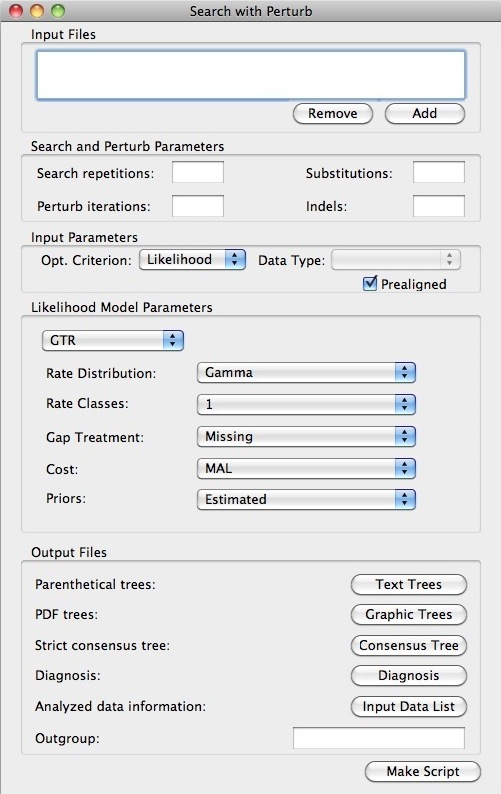 Search with Perturb
Input Files
Remove Add
Search and Perturb Parameters
Search repetitions: Substitutions:
Perturb iterations: Indels:
Input Parameters
Opt. Criterion: Likelihood Data Type:
Prealigned
Likelihood Model Parameters
GTR
Rate Distribution: Gamma
Rate Classes: 1
Gap Treatment: Missing
Cost: MAL
Priors: Estimated
Output Files
Parenthetical trees: Text Trees
PDF trees: Graphic Trees
Strict consensus tree: Consensus Tree
Diagnosis: Diagnosis
Analyzed data information: Input Data List
Outgroup:
Make Script